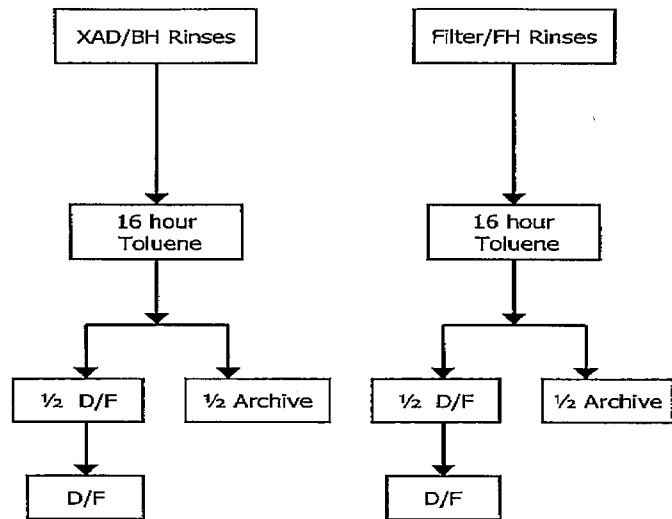 XAD/BH Rinses
Filter/FH Rinses
16 hour
Toluene
16 hour
Toluene
½ D/F
½ Archive
½ D/F
½ Archive
D/F
D/F